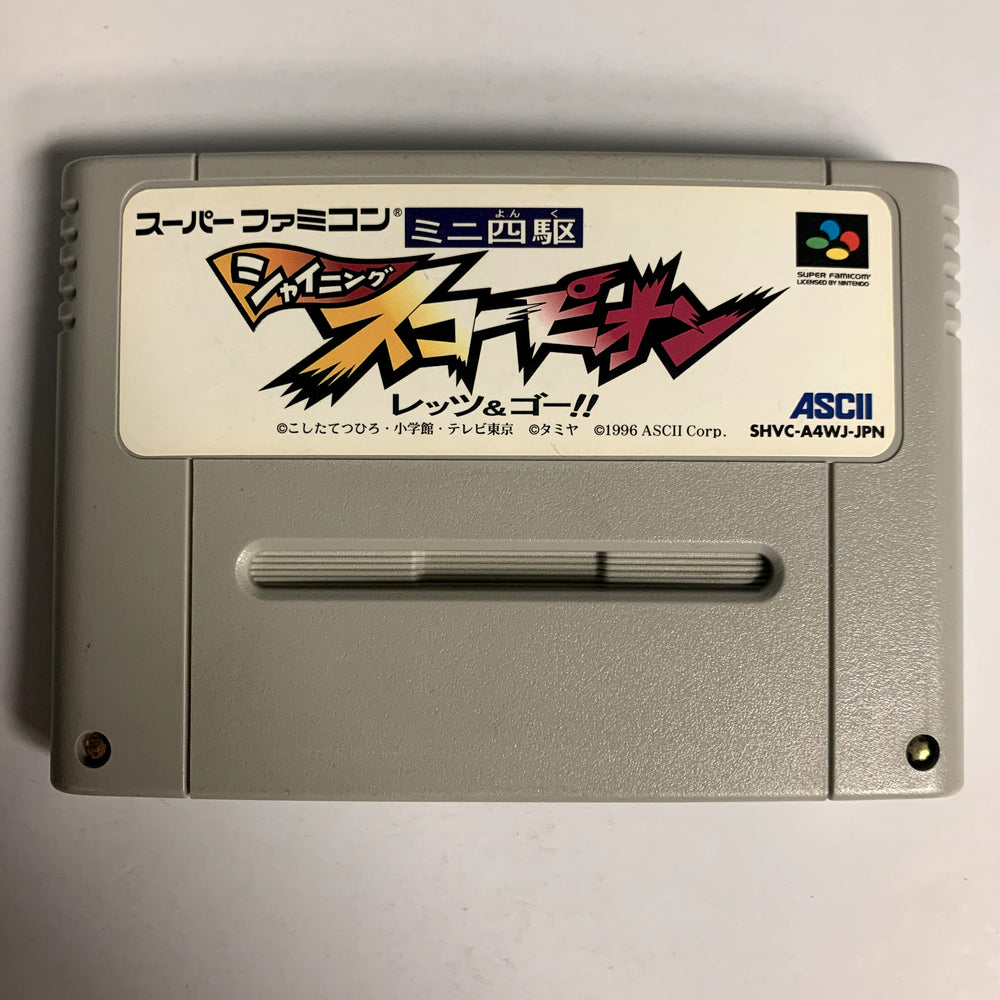 スーパーファミコン®
よんく
ミニ四駆
シャイニング
スコーピオン
レッツ&ゴー!!
©こしたてつひろ・小学館・テレビ東京 ©タミヤ ©1996 ASCII Corp.
SUPER FAMICOM®
LICENSED BY NINTENDO
ASCII
SHVC-A4WJ-JPN